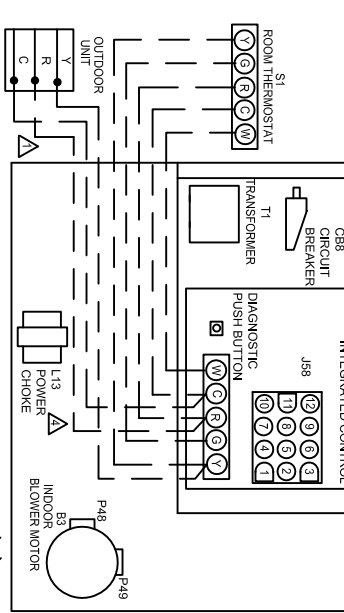 S1
ROOM THERMOSTAT
Y
G
R
C
W
OUTDOOR
UNIT
Y
R
C
1
CB8
CIRCUIT
BREAKER
T1
TRANSFORMER
INTEGRATED CONTROL
DIAGNOSTIC
PUSH BUTTON
J58
12 9 6 3
11 8 5 2
10 7 4 1
W
C
R
G
Y
L13
POWER
CHOKE
4
P48
P49
B3
INDOOR
BLOWER MOTOR